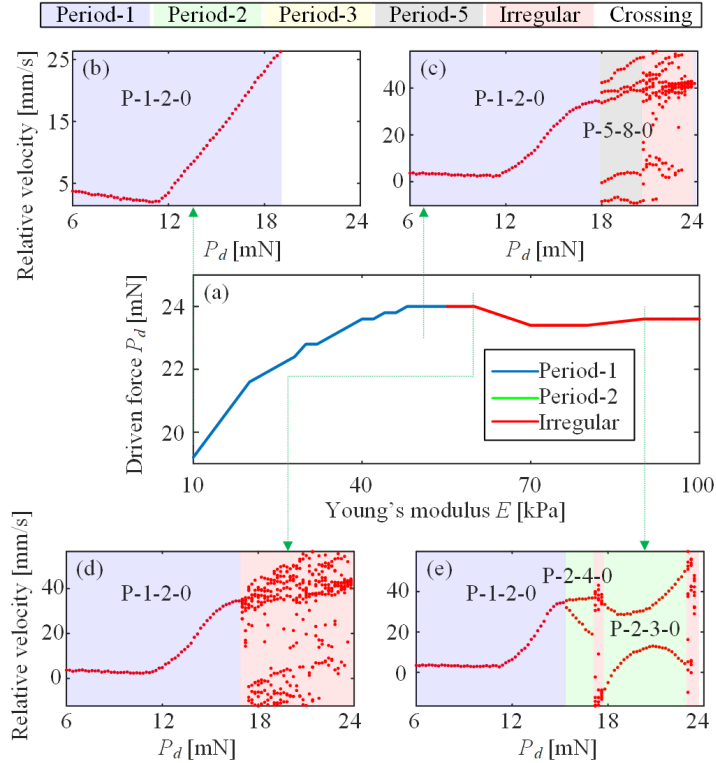 Period-1 Period-2 Period-3 Period-5 Irregular Crossing
Relative velocity [mm/s]
25
15
5
(b)
P-1-2-0
6 12 18 24
P_d [mN]
40
20
0
(c)
P-1-2-0
P-5-8-0
6 12 18 24
P_d [mN]
Driven force P_d [mN]
24
22
20
19
(a)
Period-1
Period-2
Irregular
10 40 70 100
Young's modulus E [kPa]
Relative velocity [mm/s]
40
20
0
(d)
P-1-2-0
6 12 18 24
P_d [mN]
40
20
0
(e)
P-1-2-0
P-2-4-0
P-2-3-0
6 12 18 24
P_d [mN]